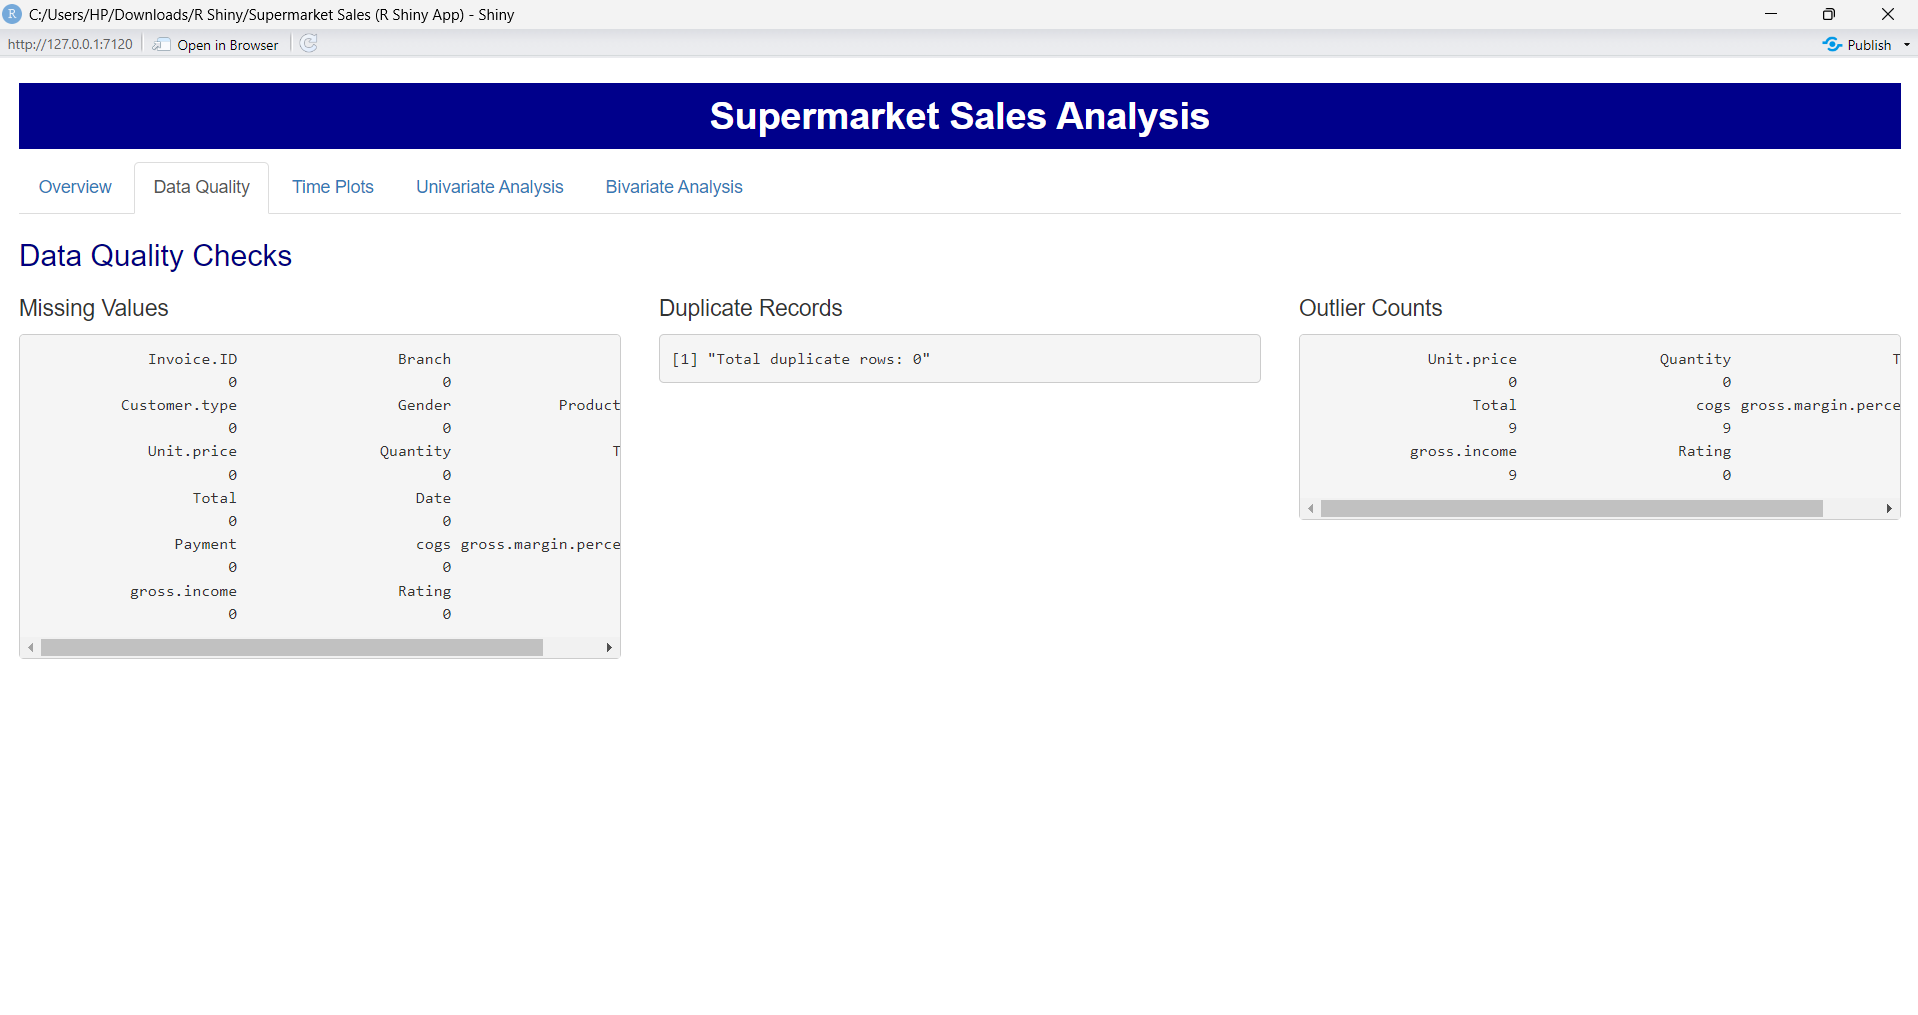 C:/Users/HP/Downloads/R Shiny/Supermarket Sales (R Shiny App) - Shiny
http://127.0.0.1:7120 Open in Browser Publish
Supermarket Sales Analysis
Overview Data Quality Time Plots Univariate Analysis Bivariate Analysis
Data Quality Checks
Missing Values
Invoice.ID Branch
0 0
Customer.type Gender Product
0 0
Unit.price Quantity T
0 0
Total Date
0 0
Payment cogs gross.margin.perce
0 0
gross.income Rating
0 0
Duplicate Records
[1] "Total duplicate rows: 0"
Outlier Counts
Unit.price Quantity T
0 0
Total cogs gross.margin.perce
9 9
gross.income Rating
9 0